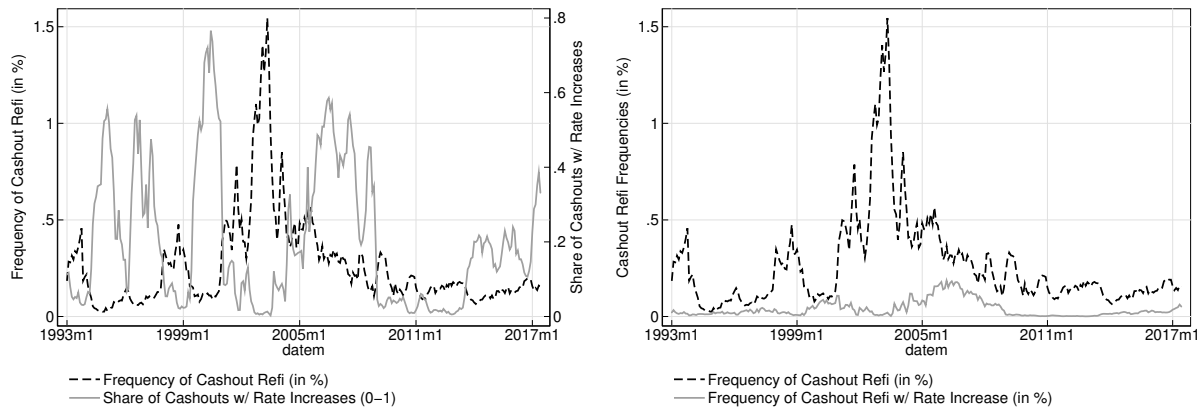 Frequency of Cashout Refi (in %)
1.5
1
.5
0
.8
.6
.4
.2
0
Share of Cashouts w/ Rate Increases
1993m1 1999m1 2005m1 2011m1 2017m1
datem
Frequency of Cashout Refi (in %)
Share of Cashouts w/ Rate Increases (0−1)
Cashout Refi Frequencies (in %)
1.5
1
.5
0
1993m1 1999m1 2005m1 2011m1 2017m1
datem
Frequency of Cashout Refi (in %)
Frequency of Cashout Refi w/ Rate Increase (in %)